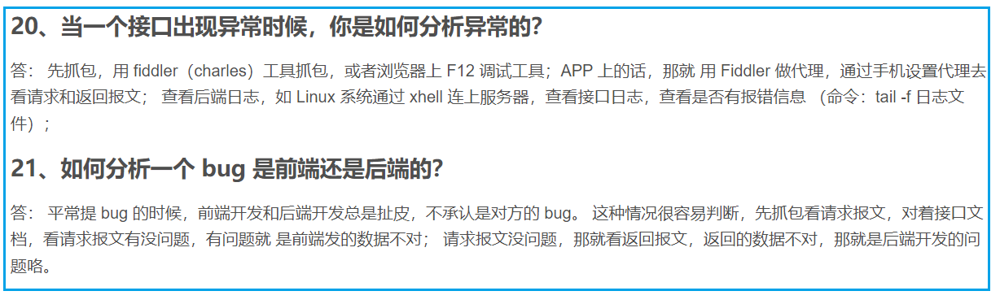 20、当一个接口出现异常时候，你是如何分析异常的？
答： 先抓包，用 fiddler（charles）工具抓包，或者浏览器上 F12 调试工具；APP 上的话，那就 用 Fiddler 做代理，通过手机设置代理去
看请求和返回报文； 查看后端日志，如 Linux 系统通过 xhell 连上服务器，查看接口日志，查看是否有报错信息 （命令：tail -f 日志文
件）；
21、如何分析一个 bug 是前端还是后端的？
答： 平常提 bug 的时候，前端开发和后端开发总是扯皮，不承认是对方的 bug。 这种情况很容易判断，先抓包看请求报文，对着接口文
档，看请求报文有没问题，有问题就 是前端发的数据不对； 请求报文没问题，那就看返回报文，返回的数据不对，那就是后端开发的问
题咯。